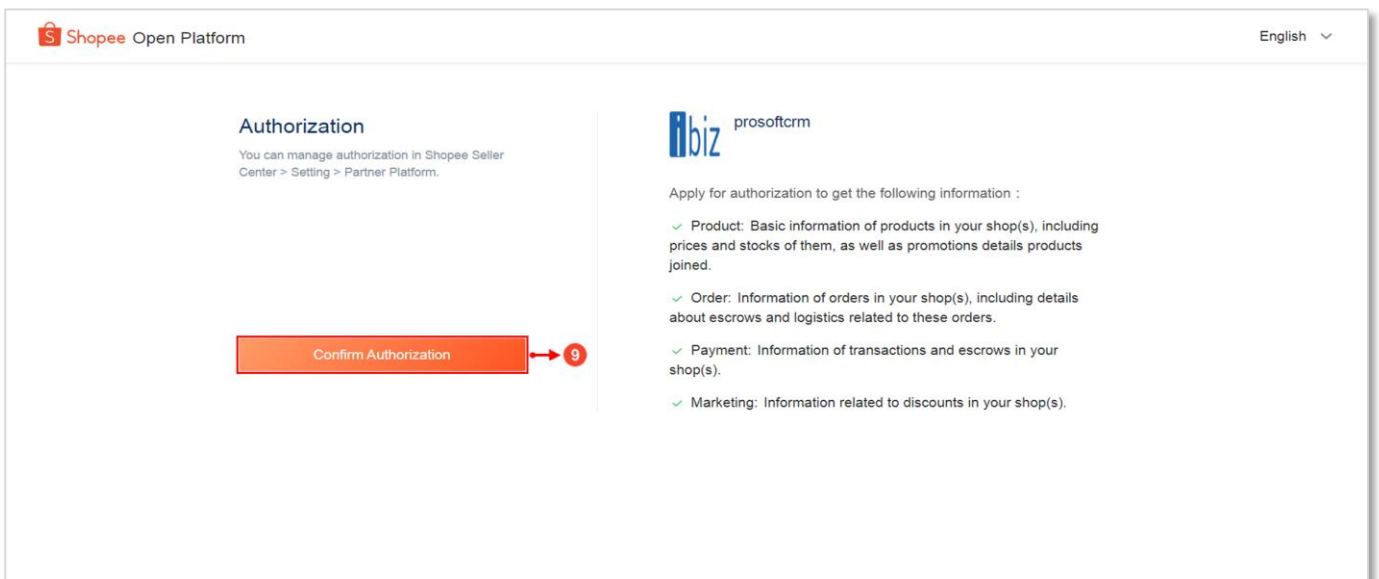 Shopee Open Platform
English
Authorization
You can manage authorization in Shopee Seller
Center > Setting > Partner Platform.
Confirm Authorization
9
ibiz
prosoftcrm
Apply for authorization to get the following information :
Product: Basic information of products in your shop(s), including
prices and stocks of them, as well as promotions details products
joined.
Order: Information of orders in your shop(s), including details
about escrows and logistics related to these orders.
Payment: Information of transactions and escrows in your
shop(s).
Marketing: Information related to discounts in your shop(s).